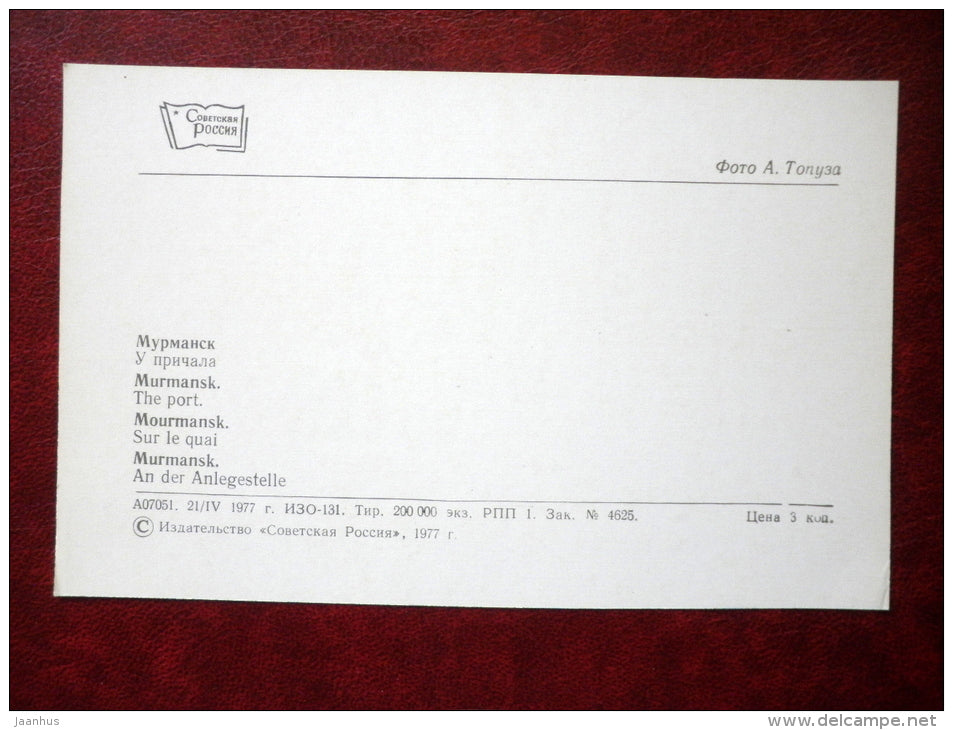 Советская
Россия
Фото А. Топуза
Мурманск
У причала
Murmansk.
The port.
Mourmansk.
Sur le quai
Murmansk.
An der Anlegestelle
А07051. 21/IV 1977 г. ИЗО-131. Тир. 200 000 экз. РПП 1. Зак. № 4625. Цена 3 коп.
© Издательство «Советская Россия», 1977 г.
jaanhus
www.delcampe.net